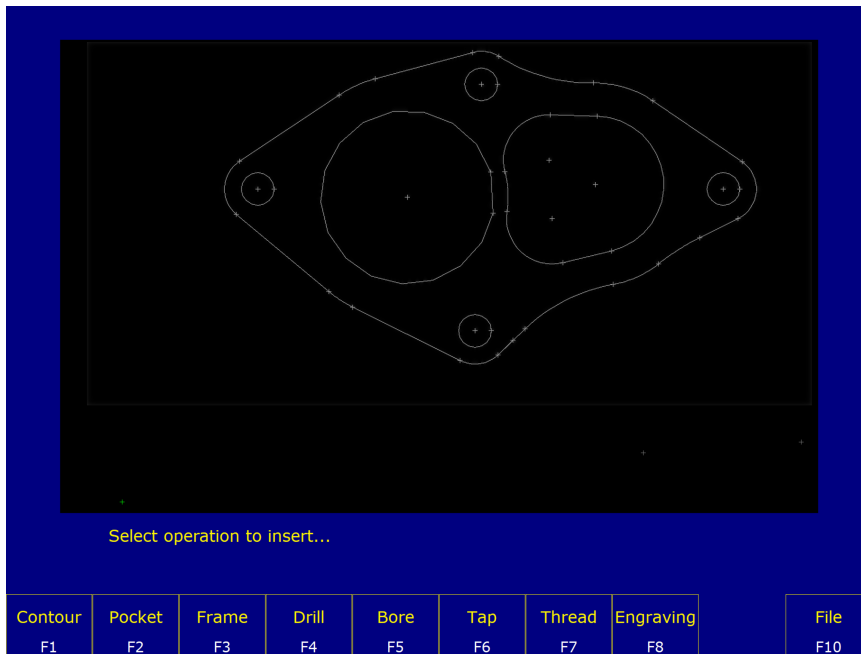 Select operation to insert...
Contour Pocket Frame Drill Bore Tap Thread Engraving File
F1 F2 F3 F4 F5 F6 F7 F8 F10